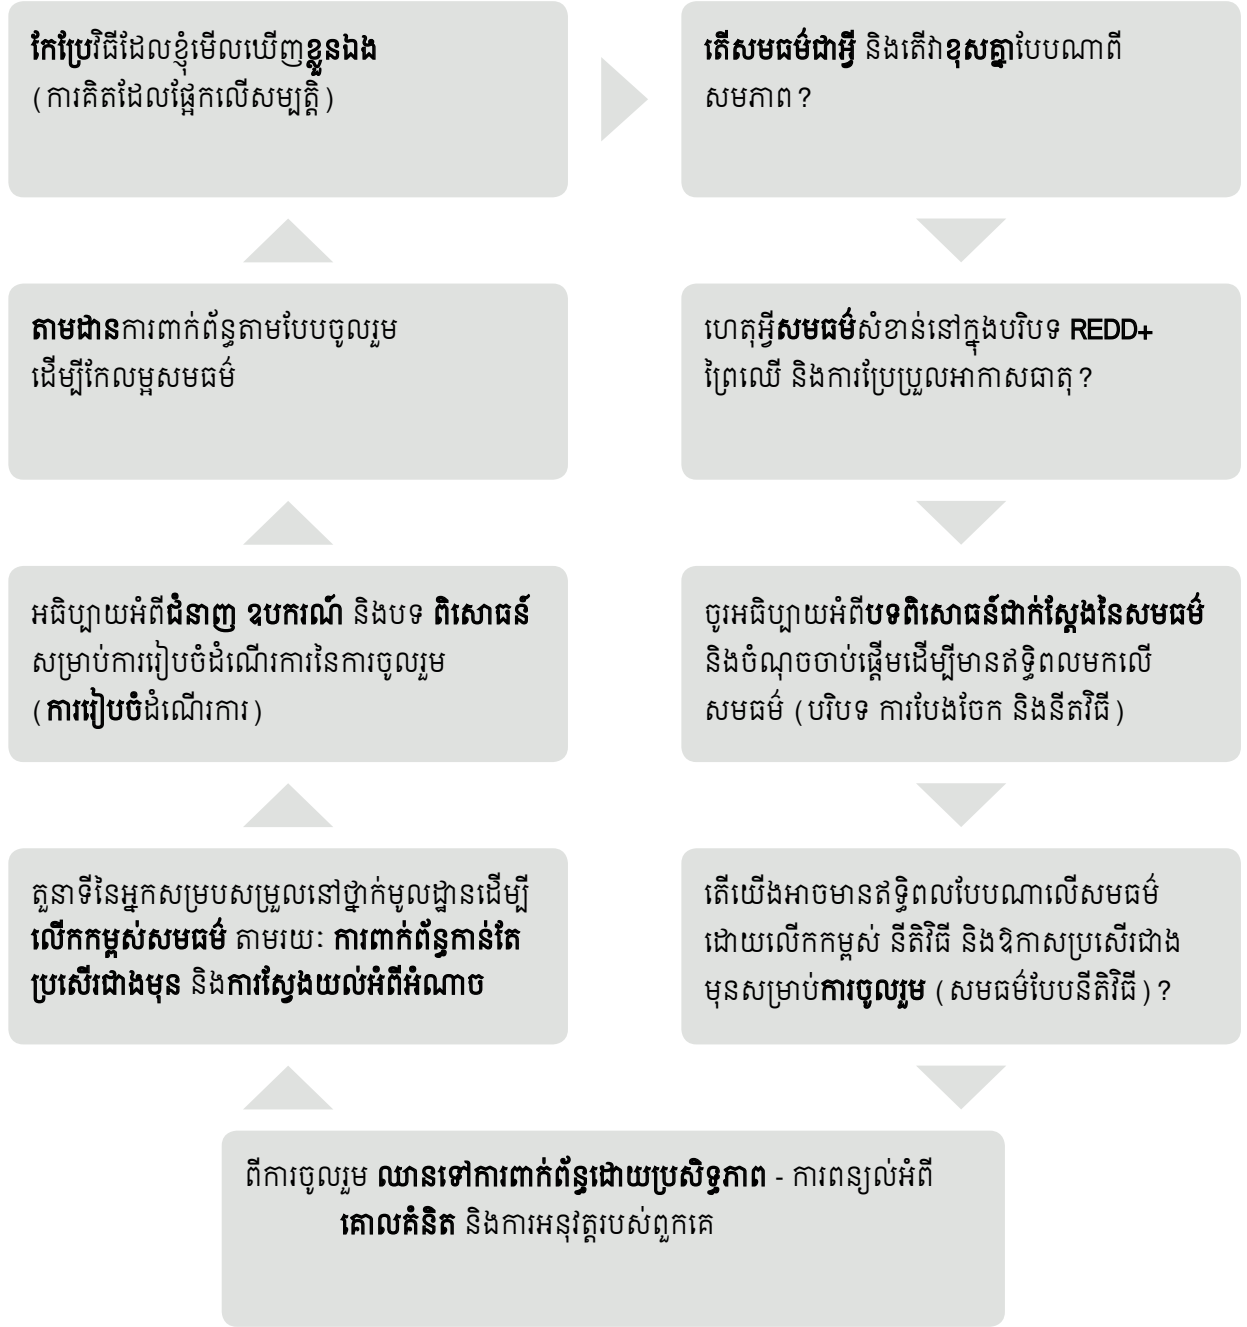 កែប្រែវិធីដែលខ្ញុំមើលឃើញខ្លួនឯង
(ការគិតដែលផ្អែកលើសម្បត្តិ)
តើសមធម៌ជាអ្វី និងតើវាខុសគ្នាបែបណាពី
សមភាព?
ហេតុអ្វីសមធម៌សំខាន់នៅក្នុងបរិបទ REDD+
ព្រៃឈើ និងការប្រែប្រួលអាកាសធាតុ?
ចូរអធិប្បាយអំពីបទពិសោធន៍ជាក់ស្តែងនៃសមធម៌
និងចំណុចចាប់ផ្តើមដើម្បីមានឥទ្ធិពលមកលើ
សមធម៌ (បរិបទ ការបែងចែក និងនីតវិធី)
តើយើងអាចមានឥទ្ធិពលបែបណាលើសមធម៌
ដោយលើកកម្ពស់ នីតិវិធី និងឱកាសប្រសើរជាង
មុនសម្រាប់ការចូលរួម (សមធម៌បែបនីតិវិធី)?
ពីការចូលរួម ឈានទៅការពាក់ព័ន្ធដោយប្រសិទ្ធភាព - ការពន្យល់អំពី
គោលគំនិត និងការអនុវត្តរបស់ពួកគេ
តួនាទីនៃអ្នកសម្របសម្រួលនៅថ្នាក់មូលដ្ឋានដើម្បី
លើកកម្ពស់សមធម៌ តាមរយៈ ការពាក់ព័ន្ធកាន់តែ
ប្រសើរជាងមុន និងការស្វែងយល់អំពីអំណាច
អធិប្បាយអំពីជំនាញ ឧបករណ៍ និងបទ ពិសោធន៍
សម្រាប់ការរៀបចំដំណើរការនៃការចូលរួម
(ការរៀបចំដំណើរការ)
តាមដានការពាក់ព័ន្ធតាមបែបចូលរួម
ដើម្បីកែលម្អសមធម៌